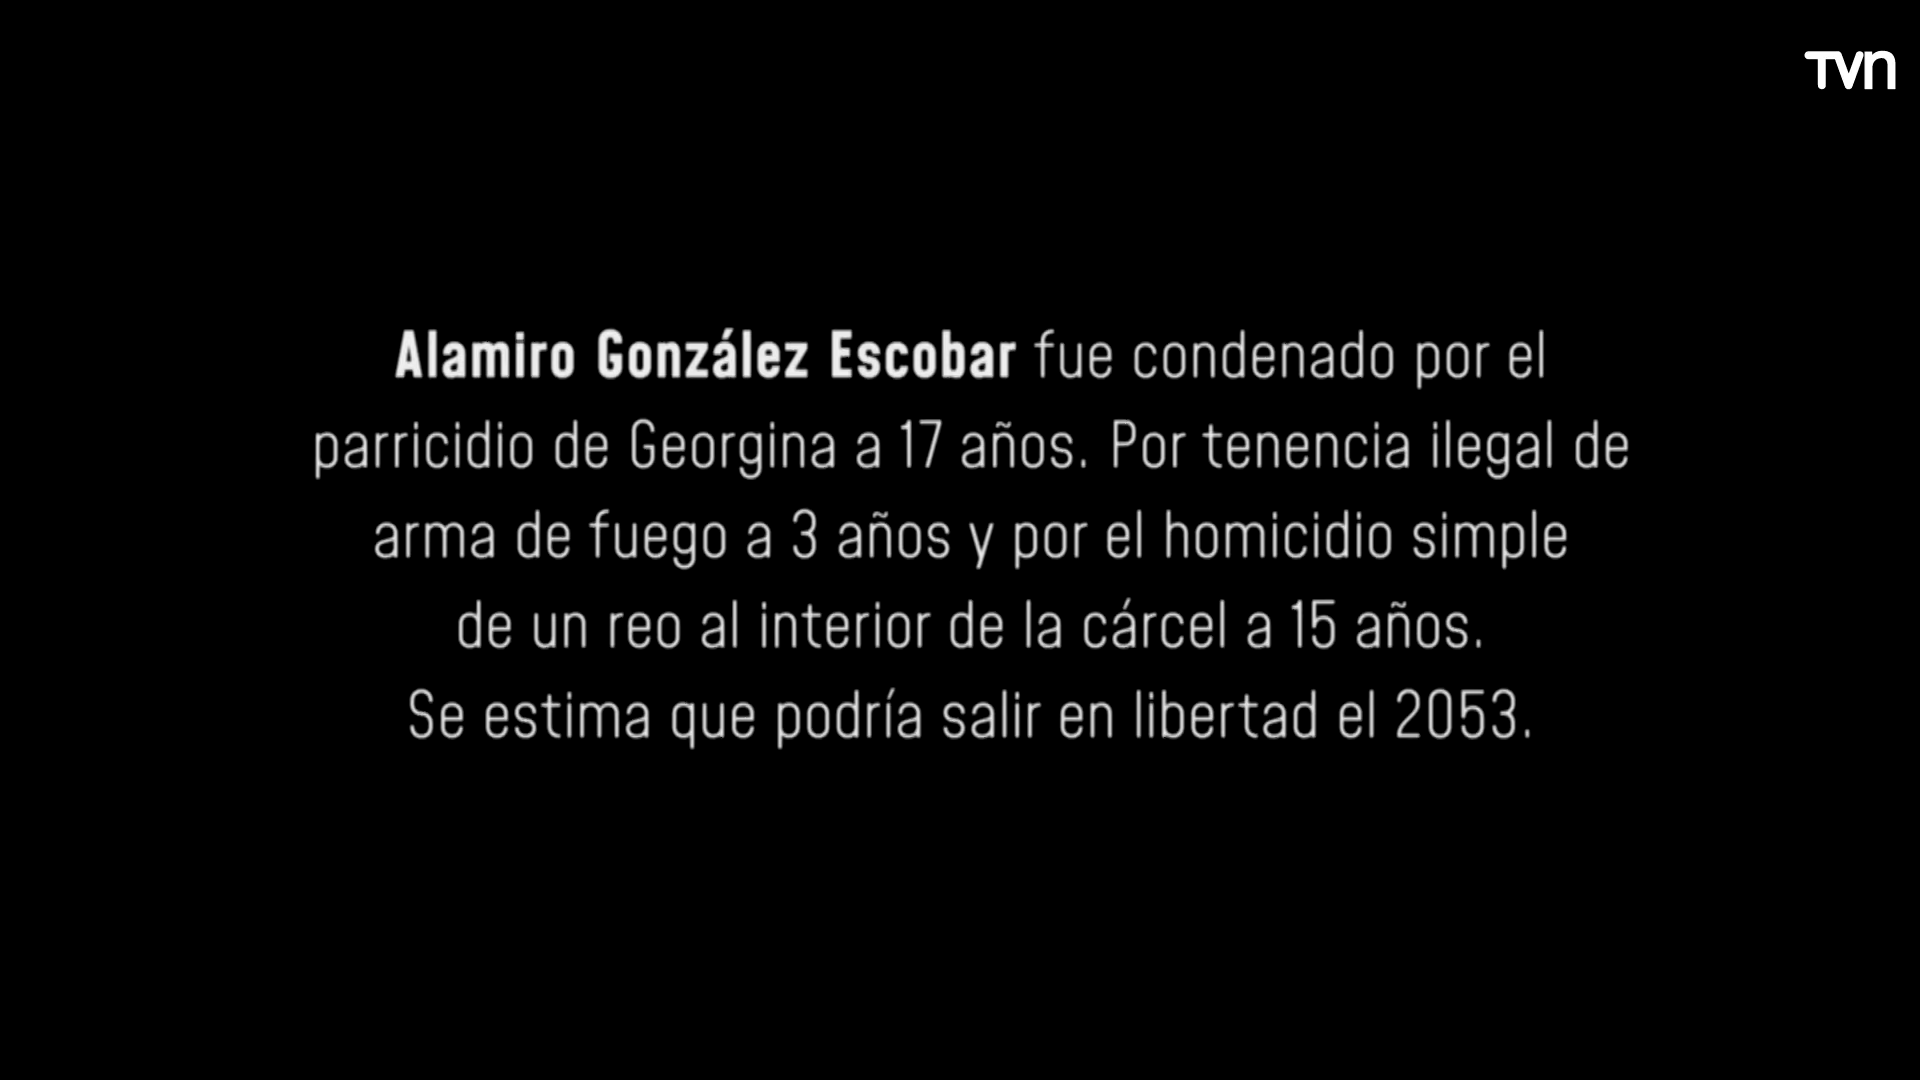 TVN
Alamiro González Escobar fue condenado por el
parricidio de Georgina a 17 años. Por tenencia ilegal de
arma de fuego a 3 años y por el homicidio simple
de un reo al interior de la cárcel a 15 años.
Se estima que podría salir en libertad el 2053.